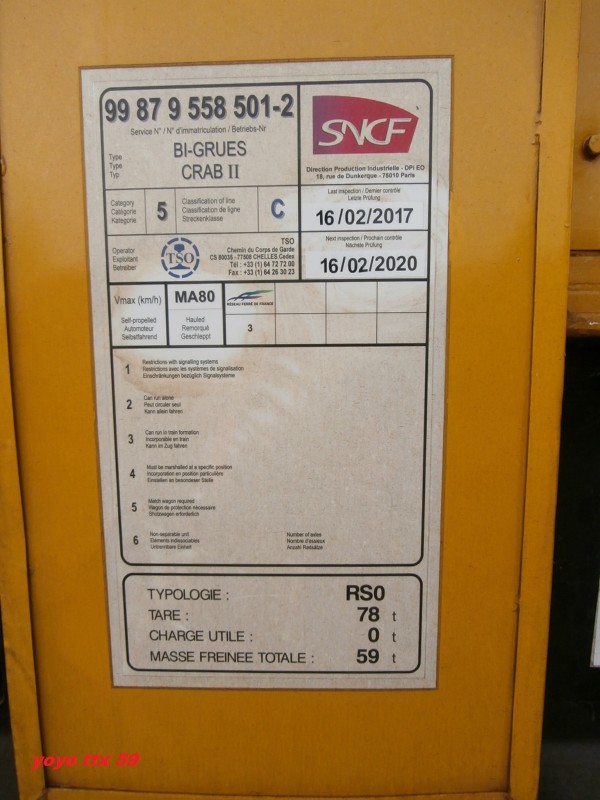 99 87 9 558 501-2
Service N° / N° d'immatriculation / Betriebs-Nr
Type
Type
Typ
BI-GRUES
CRAB II
SNCF
Direction Production Industrielle - DPI EO
18, rue de Dunkerque - 75010 Paris
Category
Catégorie
Kategorie
5
Classification of line
Classification de ligne
Streckenklasse
C
Last inspection / Dernier contrôle
Letzte Prüfung
16/02/2017
Next inspection / Prochain contrôle
Nächste Prüfung
16/02/2020
Operator
Exploitant
Betreiber
TSO
TSO
Chemin du Corps de Garde
CS 80035 - 77508 CHELLES Cedex
Tél : +33 (1) 64 72 72 00
Fax : +33 (1) 64 26 30 23
Vmax (km/h)
MA80
RESEAU FERRE DE FRANCE
Self-propelled
Automoteur
Selbstfahrend
Hauled
Remorqué
Geschleppt
3
1
Restrictions with signalling systems
Restrictions avec les systèmes de signalisation
Einschränkungen bezüglich Signalsysteme
2
Can run alone
Peut circuler seul
Kann allein fahren
3
Can run in train formation
Incorporable en train
Kann im Zug fahren
4
Must be marshalled at a specific position
Incorporation en position particulière
Einstellen an besonderer Stelle
5
Match wagon required
Wagon de protection nécessaire
Shutzwagen erforderlich
6
Non-separable unit
Eléments indissociables
Untrennbare Einheit
Number of axles
Nombre d'essieux
Anzahl Radsätze
TYPOLOGIE : RS0
TARE : 78 t
CHARGE UTILE : 0 t
MASSE FREINEE TOTALE : 59 t
yoyo ttx 59